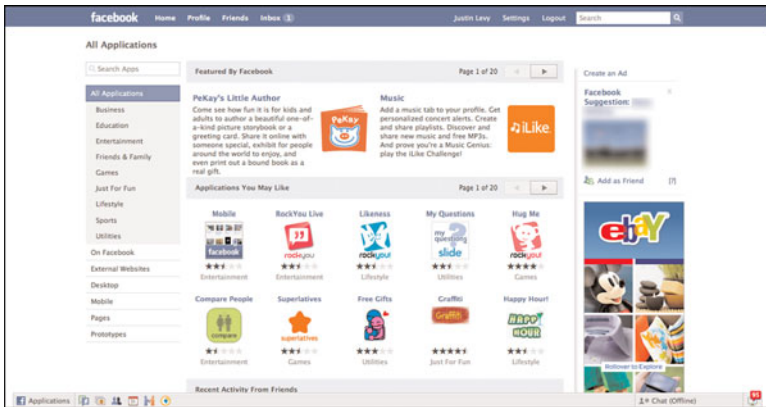 facebook Home Profile Friends Inbox 1 Justin Levy Settings Logout Search
All Applications
Search Apps
All Applications
Business
Education
Entertainment
Friends & Family
Games
Just For Fun
Lifestyle
Sports
Utilities
On Facebook
External Websites
Desktop
Mobile
Pages
Prototypes
Featured By Facebook Page 1 of 20
PeKay's Little Author
Come see how fun it is for kids and
adults to author a beautiful one-of-
a-kind picture storybook or a
greeting card. Share it online with
someone special, exhibit for people
around the world to enjoy, and
even print out a bound book as a
real gift.
PeKay
Music
Add a music tab to your profile. Get
personalized concert alerts. Create
and share playlists. Discover and
share new music and free MP3s.
And prove you're a Music Genius:
play the iLike Challenge!
iLike
Applications You May Like Page 1 of 20
Mobile RockYou Live Likeness My Questions Hug Me
facebook rockyou rockyou! my questions slide rockyou!
Entertainment Entertainment Lifestyle Utilities Games
Compare People Superlatives Free Gifts Graffiti Happy Hour!
compare superlatives Graffiti HAPPY HOUR
Entertainment Games Utilities Just For Fun Lifestyle
Recent Activity From Friends
Create an Ad
Facebook
Suggestion:
Add as Friend [?]
ebay
Rollover to Explore
Applications Chat (Offline) 95